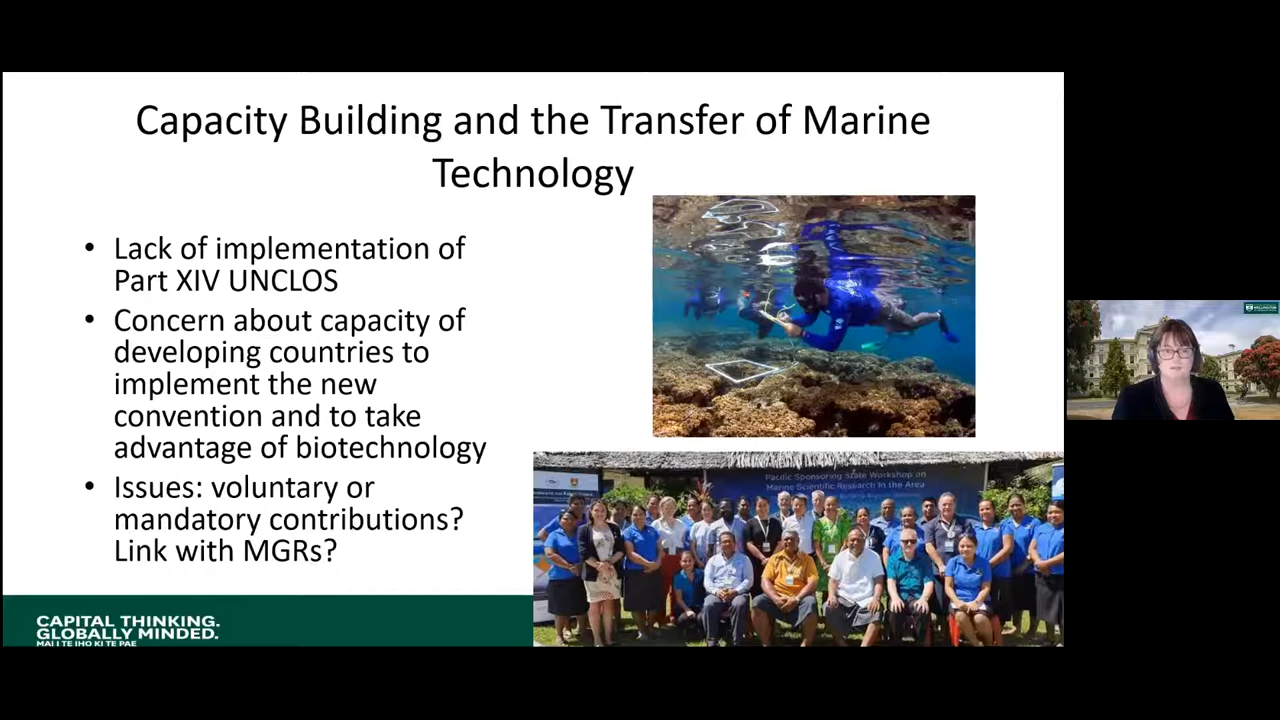 Capacity Building and the Transfer of Marine
Technology
• Lack of implementation of
Part XIV UNCLOS
• Concern about capacity of
developing countries to
implement the new
convention and to take
advantage of biotechnology
• Issues: voluntary or
mandatory contributions?
Link with MGRs?
Pacific Sponsoring State Workshop on
Marine Scientific Research in the Area
CAPITAL THINKING.
GLOBALLY MINDED.
MAI I TE IHO KI TE PAE
WELLINGTON